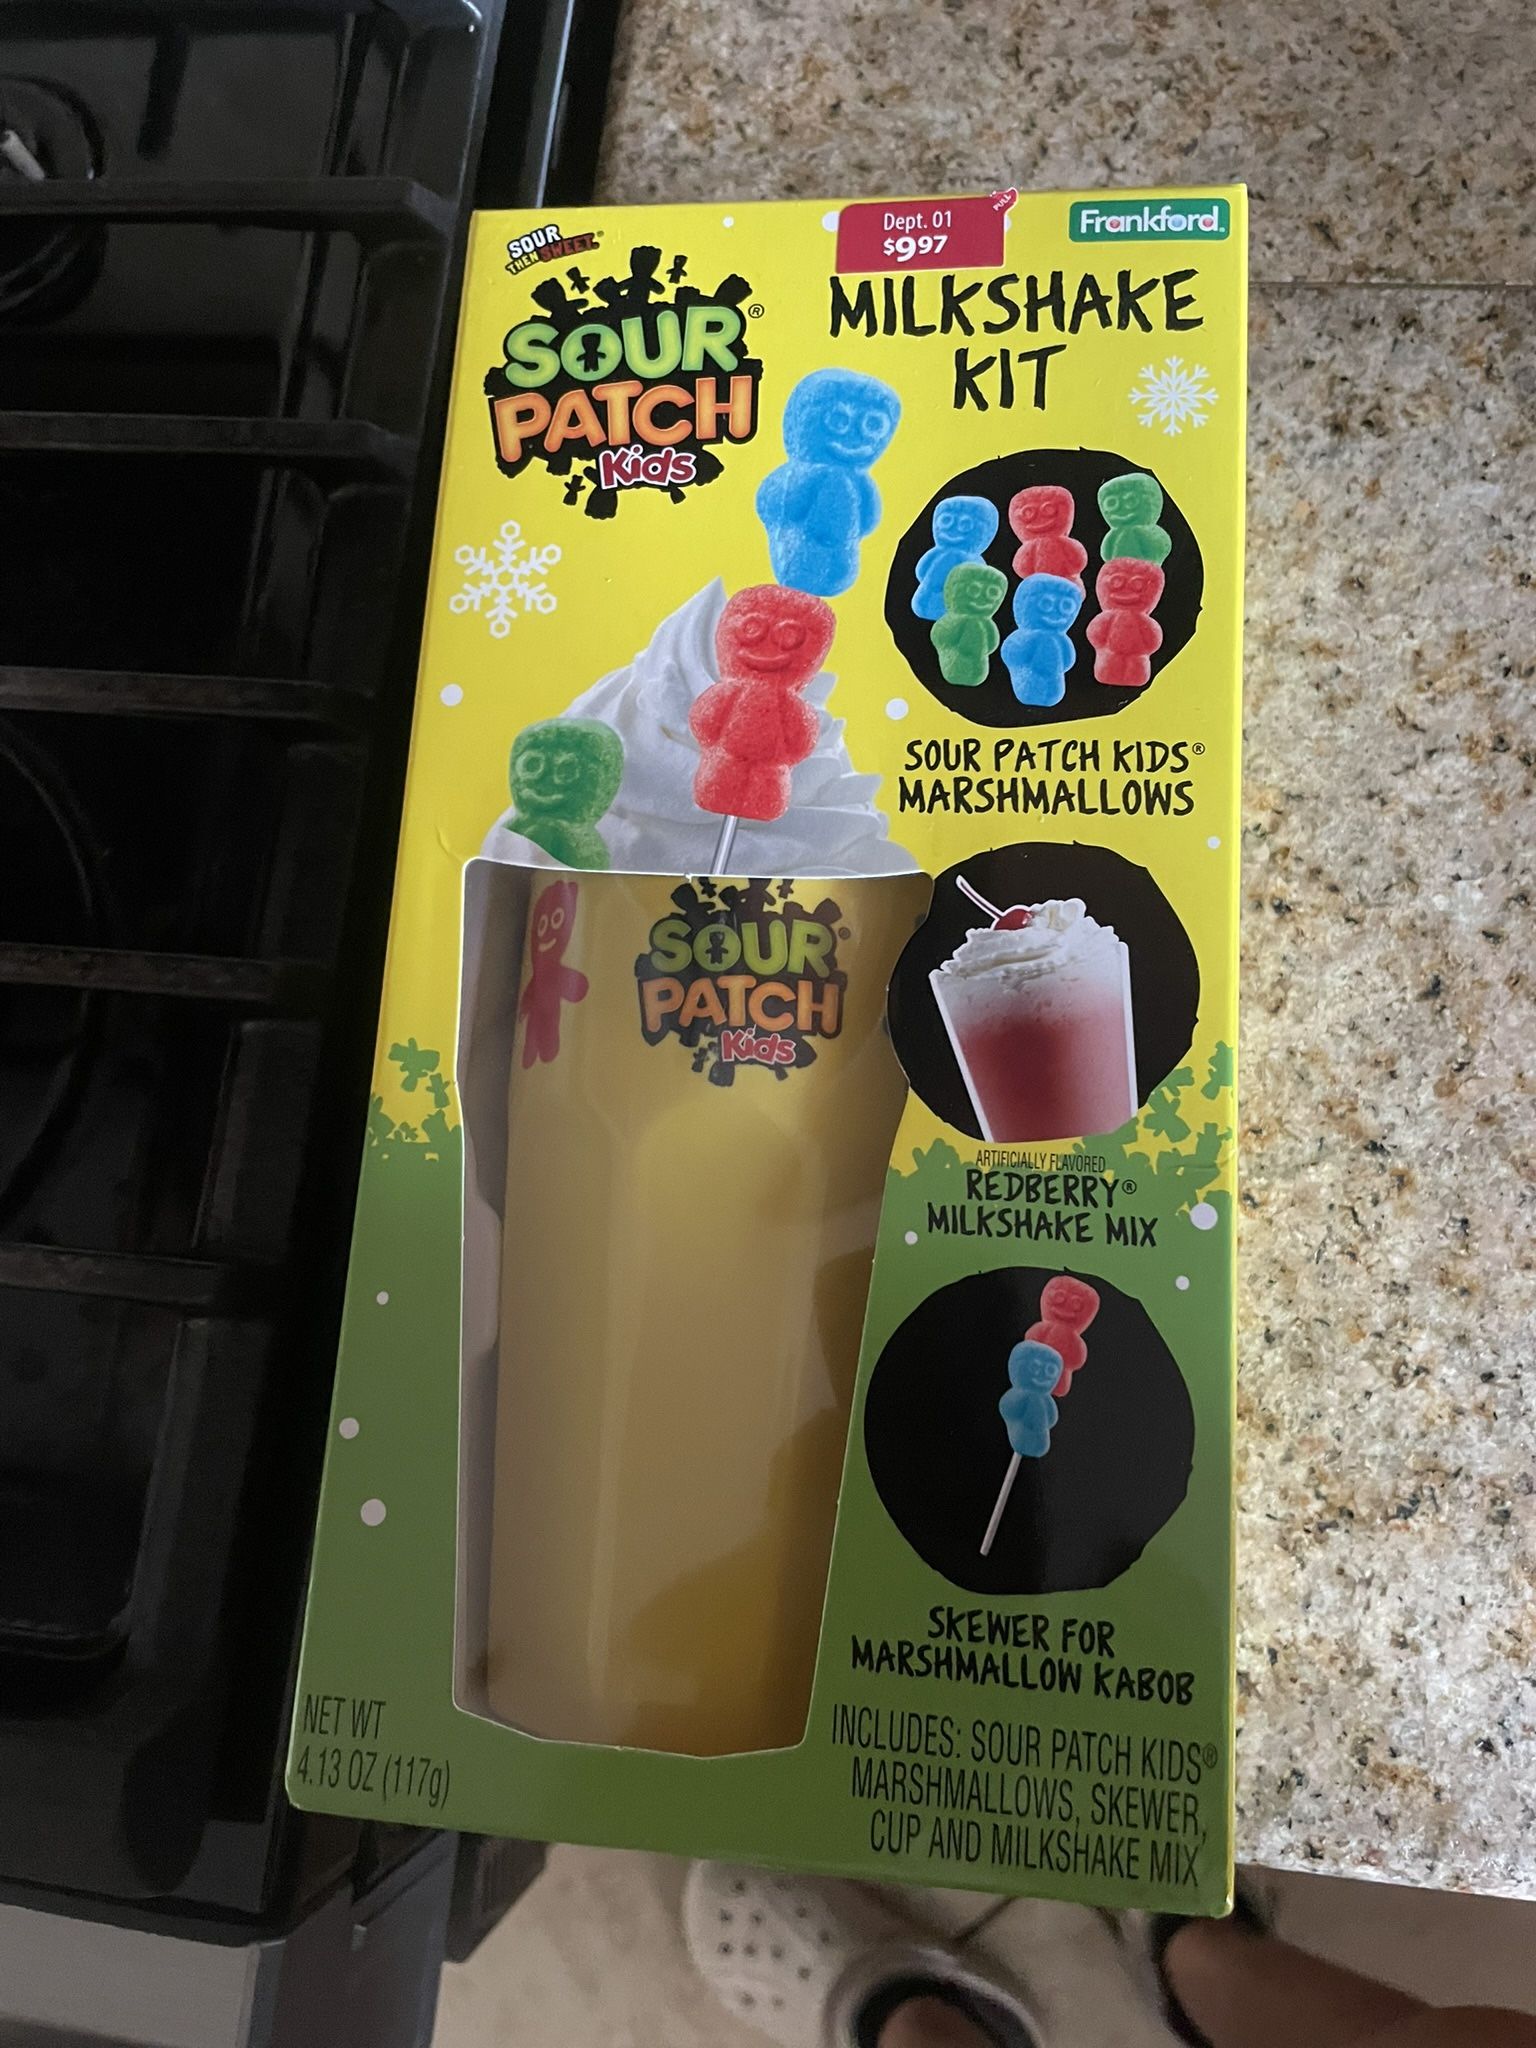 SOUR
THEN SWEET®
SOUR®
PATCH
Kids
Dept. 01
$997
PULL
Frankford®
MILKSHAKE
KIT
SOUR PATCH KIDS®
MARSHMALLOWS
SOUR®
PATCH
Kids
ARTIFICIALLY FLAVORED
REDBERRY®
MILKSHAKE MIX
SKEWER FOR
MARSHMALLOW KABOB
NET WT
4.13 OZ (117g)
INCLUDES: SOUR PATCH KIDS®
MARSHMALLOWS, SKEWER,
CUP AND MILKSHAKE MIX